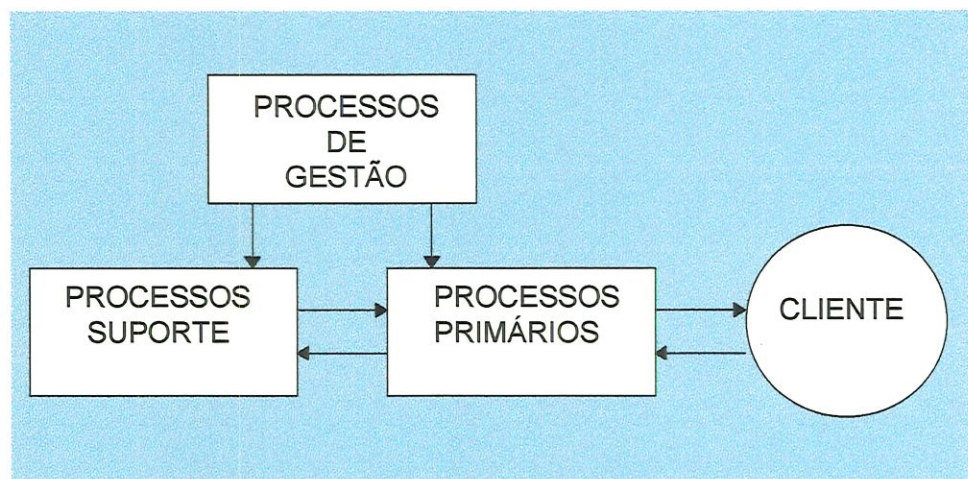 PROCESSOS
DE
GESTÃO
PROCESSOS
SUPORTE
PROCESSOS
PRIMÁRIOS
CLIENTE